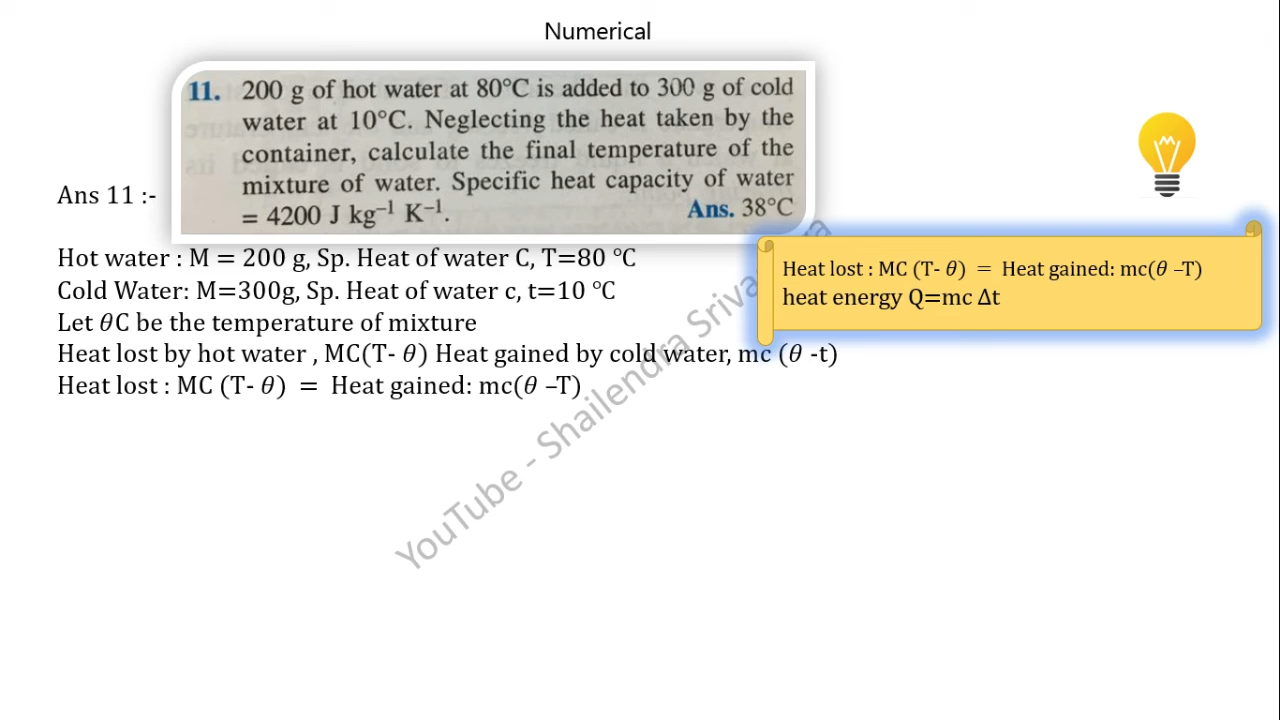 Numerical
11. 200 g of hot water at 80°C is added to 300 g of cold
water at 10°C. Neglecting the heat taken by the
container, calculate the final temperature of the
mixture of water. Specific heat capacity of water
= 4200 J kg⁻¹ K⁻¹. Ans. 38°C
Ans 11 :-
Hot water : M = 200 g, Sp. Heat of water C, T=80 °C
Cold Water: M=300g, Sp. Heat of water c, t=10 °C
Let θC be the temperature of mixture
Heat lost by hot water , MC(T- θ) Heat gained by cold water, mc (θ -t)
Heat lost : MC (T- θ) = Heat gained: mc(θ –T)
Heat lost : MC (T- θ) = Heat gained: mc(θ –T)
heat energy Q=mc Δt
YouTube - Shailendra Sriva